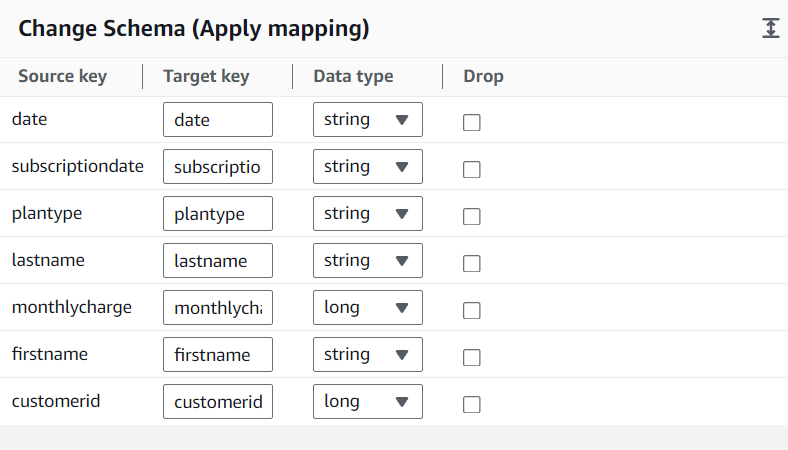 Change Schema (Apply mapping)
Source key Target key Data type Drop
date date string
subscriptiondate subscriptio string
plantype plantype string
lastname lastname string
monthlycharge monthlycha long
firstname firstname string
customerid customerid long